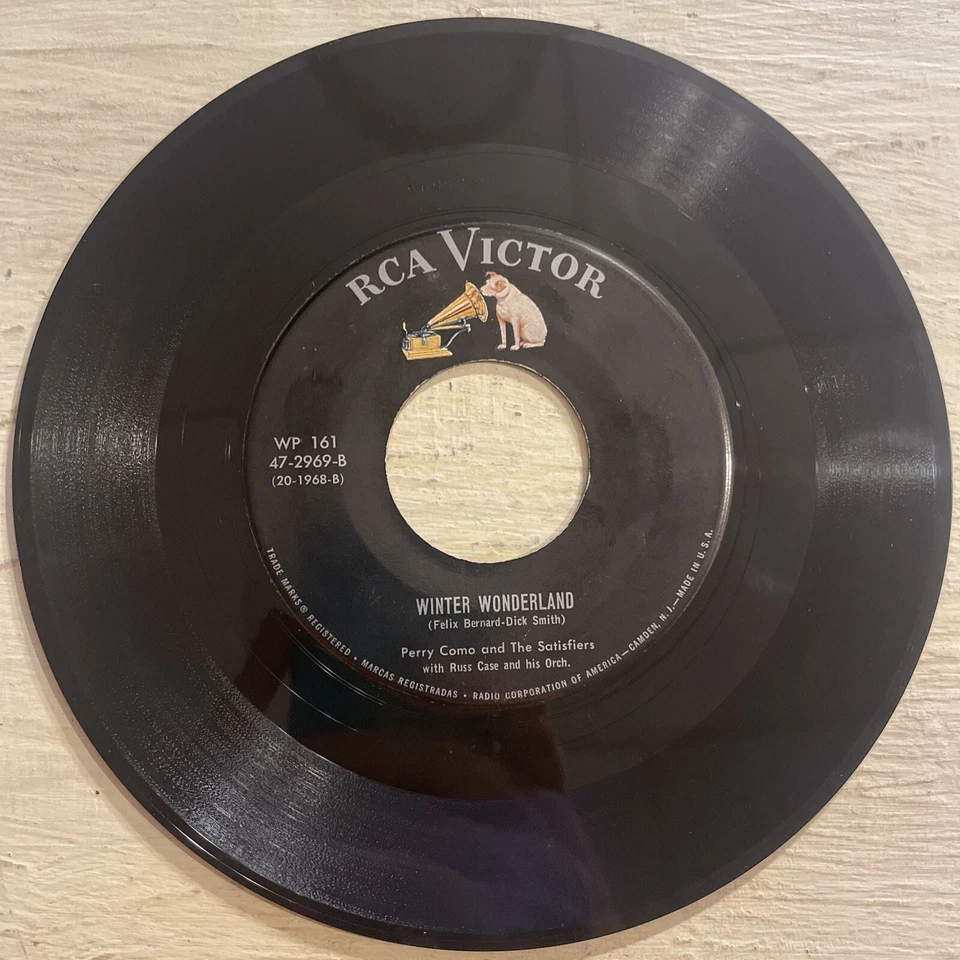 RCA VICTOR
WP 161
47-2969-B
(20-1968-B)
WINTER WONDERLAND
(Felix Bernard-Dick Smith)
Perry Como and The Satisfiers
with Russ Case and his Orch.
TRADE MARKS ® REGISTERED • MARCAS REGISTRADAS • RADIO CORPORATION OF AMERICA—CAMDEN, N. J.—MADE IN U. S. A.